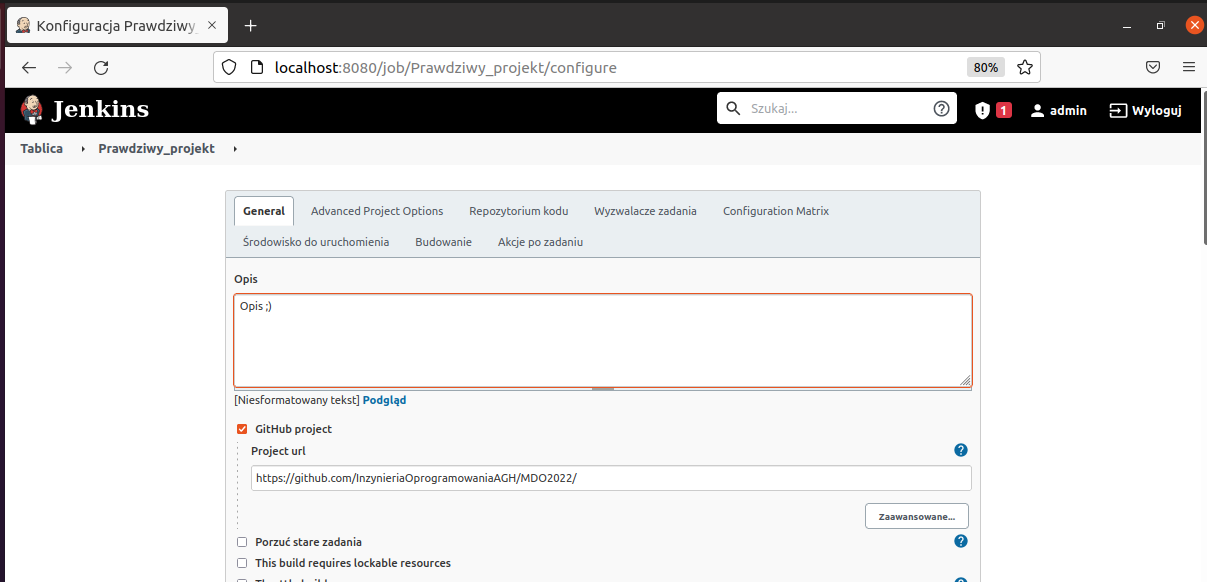 Konfiguracja Prawdziwy
localhost:8080/job/Prawdziwy_projekt/configure
80%
Jenkins
Szukaj...
1
admin
Wyloguj
Tablica
Prawdziwy_projekt
General
Advanced Project Options
Repozytorium kodu
Wyzwalacze zadania
Configuration Matrix
Środowisko do uruchomienia
Budowanie
Akcje po zadaniu
Opis
Opis ;)
[Niesformatowany tekst] Podgląd
GitHub project
Project url
https://github.com/InzynieriaOprogramowaniaAGH/MDO2022/
Zaawansowane...
Porzuć stare zadania
This build requires lockable resources